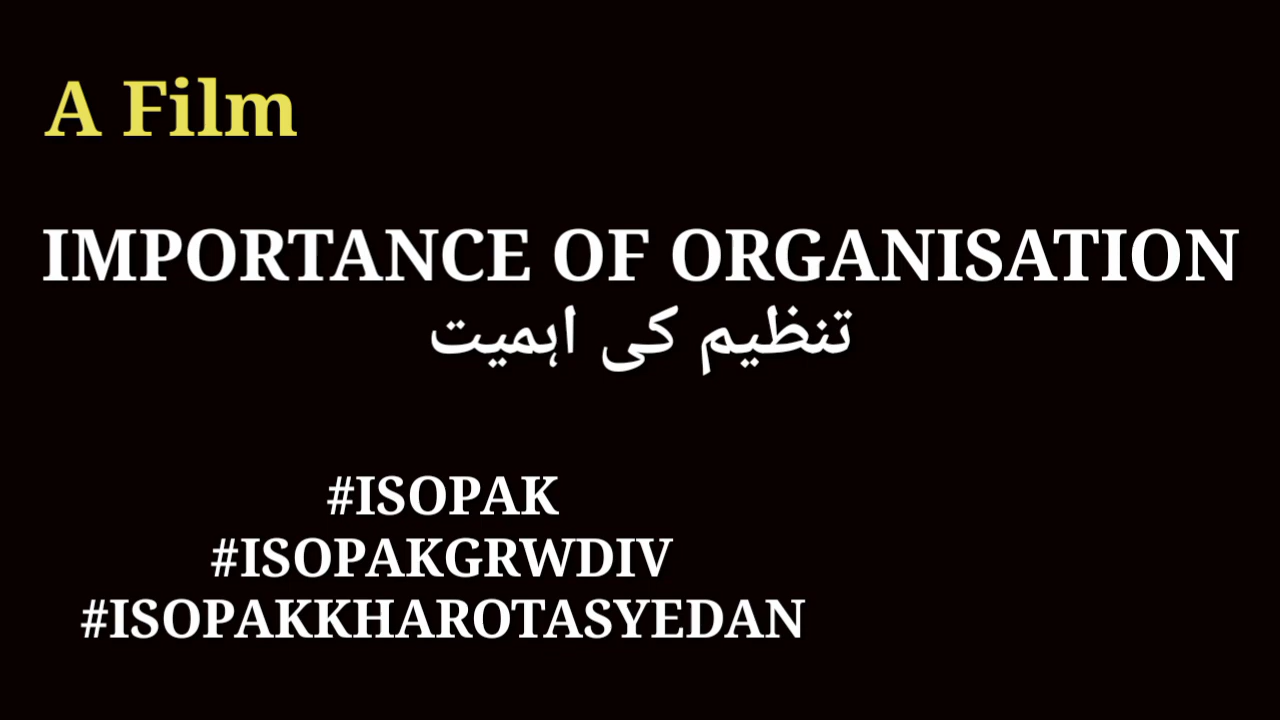 A Film
IMPORTANCE OF ORGANISATION
تنظیم کی اہمیت
#ISOPAK
#ISOPAKGRWDIV
#ISOPAKKHAROTASYEDAN